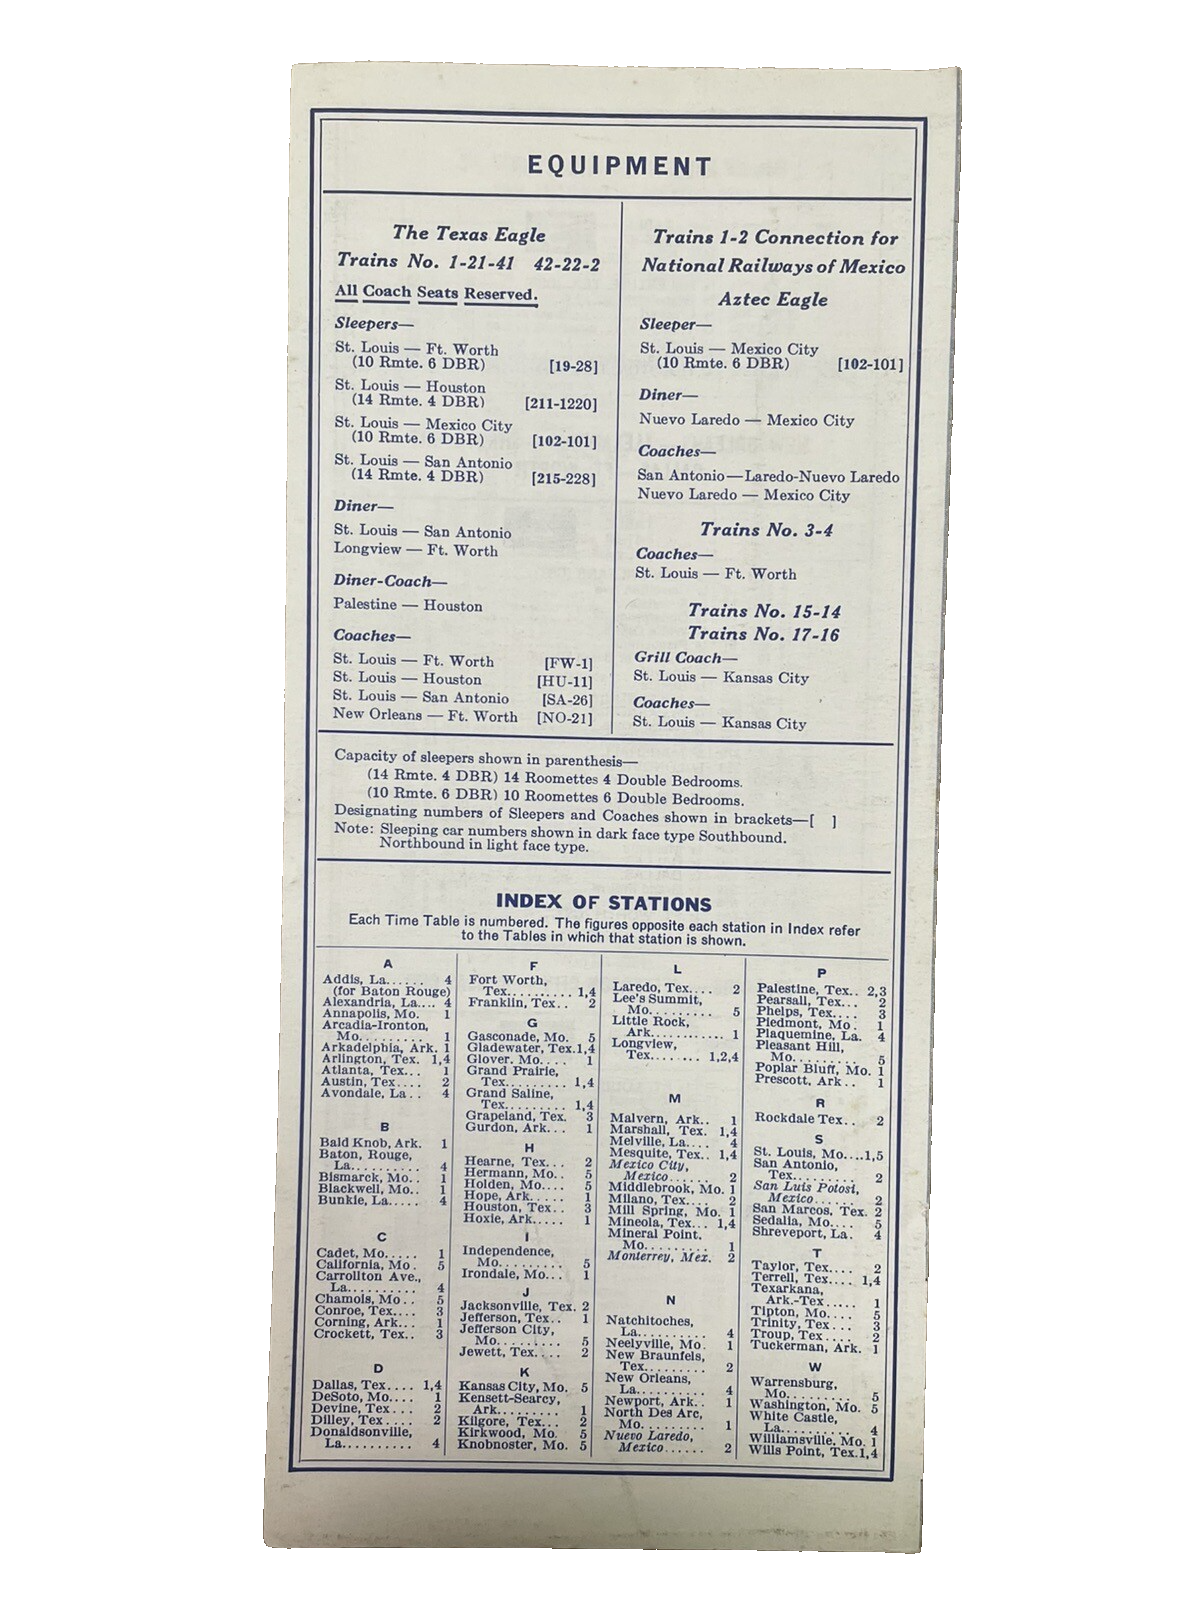 EQUIPMENT
The Texas Eagle
Trains No. 1-21-41 42-22-2
All Coach Seats Reserved.
Sleepers—
St. Louis — Ft. Worth
(10 Rmte. 6 DBR) [19-28]
St. Louis — Houston
(14 Rmte. 4 DBR) [211-1220]
St. Louis — Mexico City
(10 Rmte. 6 DBR) [102-101]
St. Louis — San Antonio
(14 Rmte. 4 DBR) [215-228]
Diner—
St. Louis — San Antonio
Longview — Ft. Worth
Diner-Coach—
Palestine — Houston
Coaches—
St. Louis — Ft. Worth [FW-1]
St. Louis — Houston [HU-11]
St. Louis — San Antonio [SA-26]
New Orleans — Ft. Worth [NO-21]
Trains 1-2 Connection for
National Railways of Mexico
Aztec Eagle
Sleeper—
St. Louis — Mexico City
(10 Rmte. 6 DBR) [102-101]
Diner—
Nuevo Laredo — Mexico City
Coaches—
San Antonio—Laredo-Nuevo Laredo
Nuevo Laredo — Mexico City
Trains No. 3-4
Coaches—
St. Louis — Ft. Worth
Trains No. 15-14
Trains No. 17-16
Grill Coach—
St. Louis — Kansas City
Coaches—
St. Louis — Kansas City
Capacity of sleepers shown in parenthesis—
(14 Rmte. 4 DBR) 14 Roomettes 4 Double Bedrooms.
(10 Rmte. 6 DBR) 10 Roomettes 6 Double Bedrooms.
Designating numbers of Sleepers and Coaches shown in brackets—[ ]
Note: Sleeping car numbers shown in dark face type Southbound.
Northbound in light face type.
INDEX OF STATIONS
Each Time Table is numbered. The figures opposite each station in Index refer
to the Tables in which that station is shown.
A
Addis, La...... 4
(for Baton Rouge)
Alexandria, La.... 4
Annapolis, Mo. 1
Arcadia-Ironton,
Mo.......... 1
Arkadelphia, Ark. 1
Arlington, Tex. 1,4
Atlanta, Tex... 1
Austin, Tex.... 2
Avondale, La.. 4
B
Bald Knob, Ark. 1
Baton, Rouge,
La.......... 4
Bismarck, Mo.. 1
Blackwell, Mo.. 1
Bunkie, La..... 4
C
Cadet, Mo..... 1
California, Mo. 5
Carrollton Ave.,
La.......... 4
Chamois, Mo.. 5
Conroe, Tex.... 3
Corning, Ark... 1
Crockett, Tex.. 3
D
Dallas, Tex.... 1,4
DeSoto, Mo.... 1
Devine, Tex... 2
Dilley, Tex.... 2
Donaldsonville,
La.......... 4
F
Fort Worth,
Tex.......... 1,4
Franklin, Tex.. 2
G
Gasconade, Mo. 5
Gladewater, Tex.1,4
Glover. Mo.... 1
Grand Prairie,
Tex......... 1,4
Grand Saline,
Tex......... 1,4
Grapeland, Tex. 3
Gurdon, Ark... 1
H
Hearne, Tex... 2
Hermann, Mo.. 5
Holden, Mo.... 5
Hope, Ark..... 1
Houston, Tex.. 3
Hoxie, Ark..... 1
I
Independence,
Mo......... 5
Irondale, Mo... 1
J
Jacksonville, Tex. 2
Jefferson, Tex.. 1
Jefferson City,
Mo......... 5
Jewett, Tex.... 2
K
Kansas City, Mo. 5
Kensett-Searcy,
Ark......... 1
Kilgore, Tex... 2
Kirkwood, Mo. 5
Knobnoster, Mo. 5
L
Laredo, Tex.... 2
Lee's Summit,
Mo......... 5
Little Rock,
Ark............ 1
Longview,
Tex........ 1,2,4
M
Malvern, Ark.. 1
Marshall, Tex. 1,4
Melville, La.... 4
Mesquite, Tex.. 1,4
Mexico City,
Mexico...... 2
Middlebrook, Mo. 1
Milano, Tex.... 2
Mill Spring, Mo. 1
Mineola, Tex... 1,4
Mineral Point.
Mo......... 1
Monterrey, Mex. 2
N
Natchitoches,
La.......... 4
Neelyville, Mo. 1
New Braunfels,
Tex......... 2
New Orleans,
La.......... 4
Newport, Ark.. 1
North Des Arc,
Mo......... 1
Nuevo Laredo,
Mexico...... 2
P
Palestine, Tex.. 2,3
Pearsall, Tex... 2
Phelps, Tex.... 3
Piedmont, Mo. 1
Plaquemine, La. 4
Pleasant Hill,
Mo......... 5
Poplar Bluff, Mo. 1
Prescott, Ark.. 1
R
Rockdale Tex.. 2
S
St. Louis, Mo....1,5
San Antonio,
Tex......... 2
San Luis Potosi,
Mexico...... 2
San Marcos, Tex. 2
Sedalia, Mo.... 5
Shreveport, La. 4
T
Taylor, Tex.... 2
Terrell, Tex.... 1,4
Texarkana,
Ark.-Tex..... 1
Tipton, Mo.... 5
Trinity, Tex... 3
Troup, Tex.... 2
Tuckerman, Ark. 1
W
Warrensburg,
Mo......... 5
Washington, Mo. 5
White Castle,
La.......... 4
Williamsville. Mo. 1
Wills Point, Tex.1,4